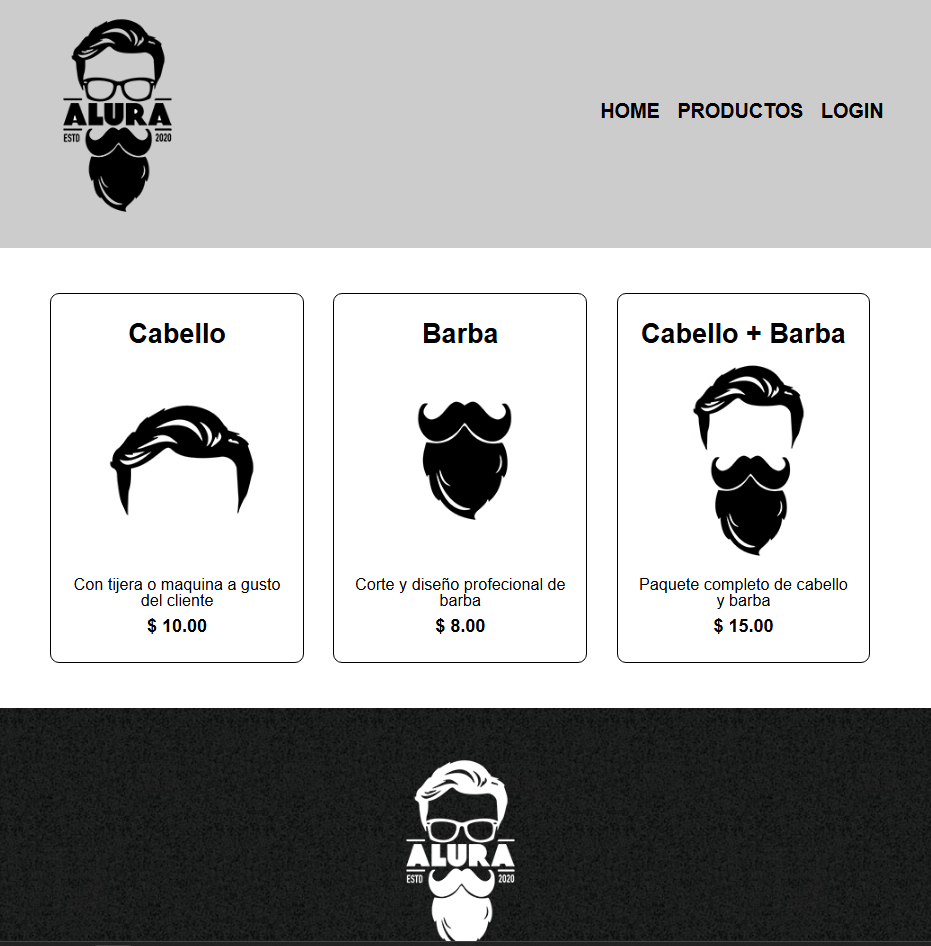 ALURA
ESTD 2020
HOME PRODUCTOS LOGIN
Cabello
Con tijera o maquina a gusto
del cliente
$ 10.00
Barba
Corte y diseño profecional de
barba
$ 8.00
Cabello + Barba
Paquete completo de cabello
y barba
$ 15.00
ALURA
ESTD 2020